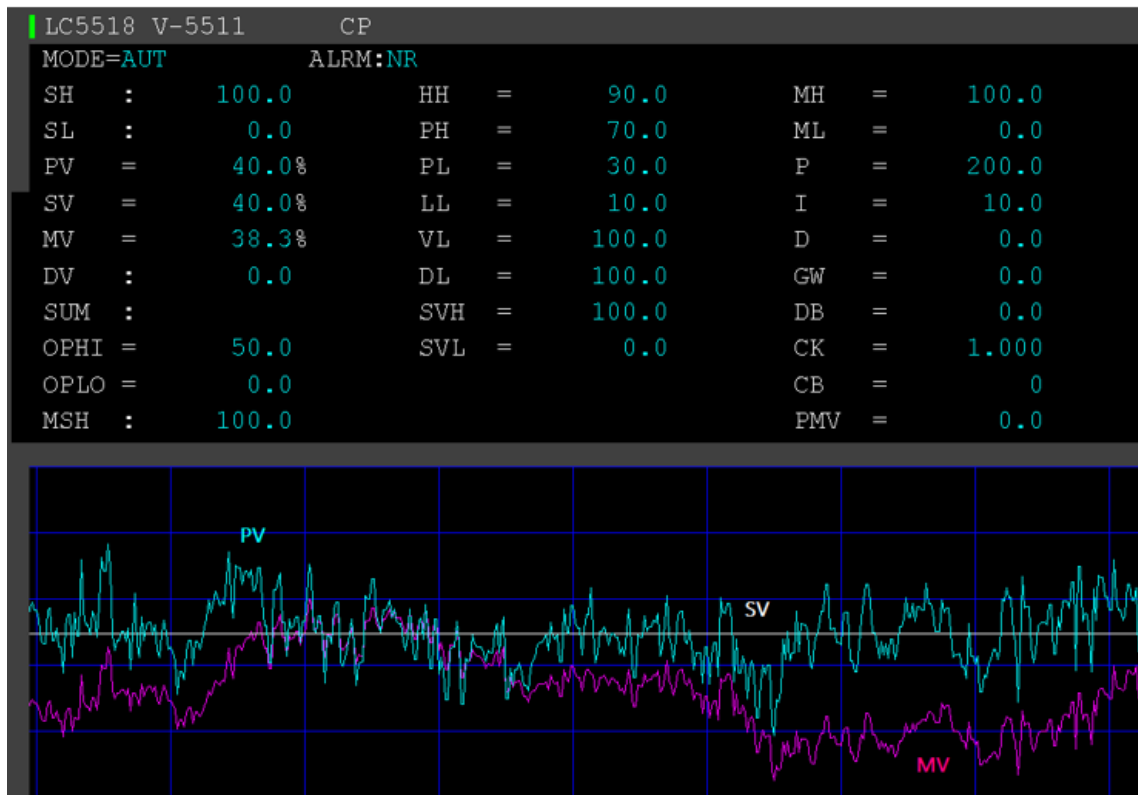 LC5518 V-5511 CP
MODE=AUT ALRM:NR
SH : 100.0 HH = 90.0 MH = 100.0
SL : 0.0 PH = 70.0 ML = 0.0
PV = 40.0% PL = 30.0 P = 200.0
SV = 40.0% LL = 10.0 I = 10.0
MV = 38.3% VL = 100.0 D = 0.0
DV : 0.0 DL = 100.0 GW = 0.0
SUM : SVH = 100.0 DB = 0.0
OPHI = 50.0 SVL = 0.0 CK = 1.000
OPLO = 0.0 CB = 0
MSH : 100.0 PMV = 0.0
PV
SV
MV